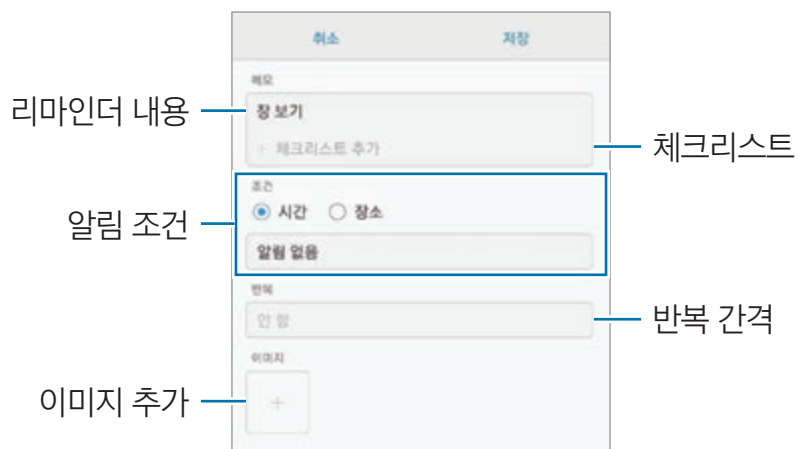 취소 저장
메모
리마인더 내용
장 보기
체크리스트 추가
체크리스트
조건
알림 조건
시간 장소
알림 없음
반복
안 함
반복 간격
이미지
이미지 추가